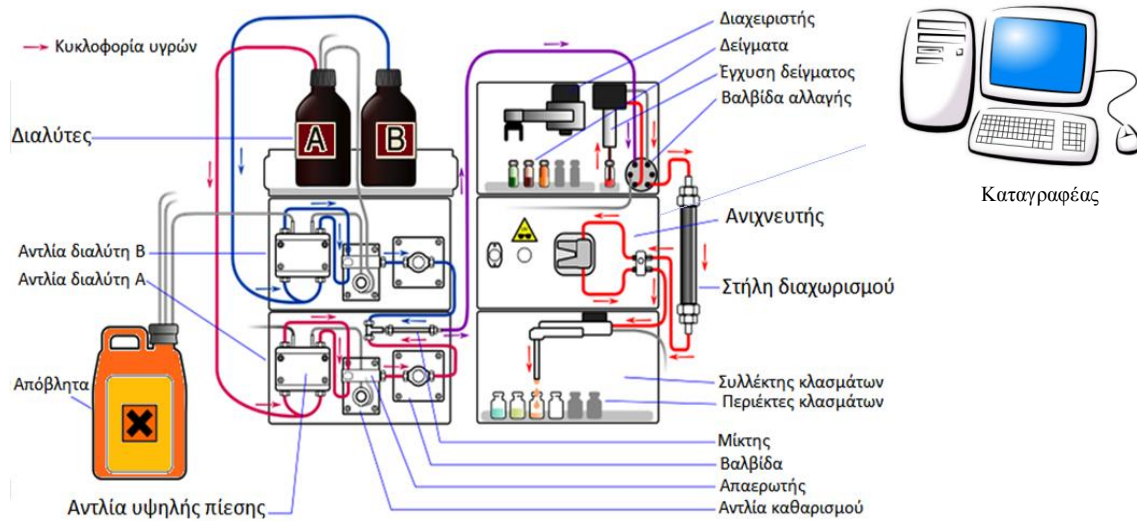 Κυκλοφορία υγρών
Διαλύτες
A
B
Αντλία διαλύτη Β
Αντλία διαλύτη Α
Απόβλητα
Αντλία υψηλής πίεσης
Διαχειριστής
Δείγματα
Έγχυση δείγματος
Βαλβίδα αλλαγής
Ανιχνευτής
Στήλη διαχωρισμού
Συλλέκτης κλασμάτων
Περιέκτες κλασμάτων
Μίκτης
Βαλβίδα
Απαερωτής
Αντλία καθαρισμού
Καταγραφέας